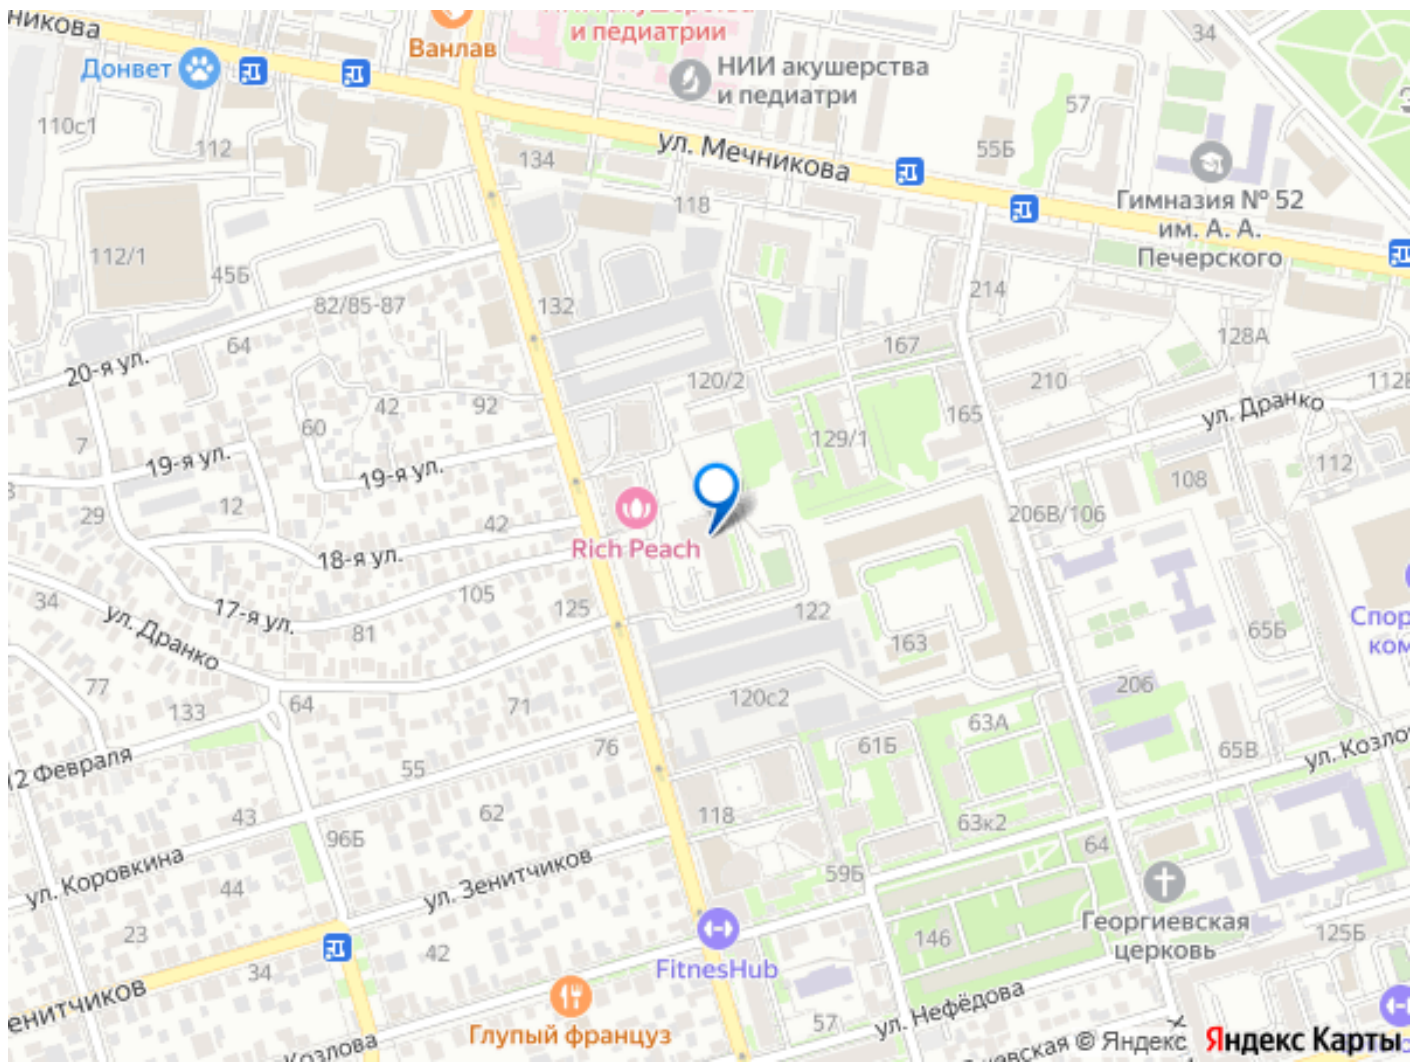 никова
Донвет
Ванлав
и педиатрии
НИИ акушерства
и педиатри
34
57
110с1
112
134
ул. Мечникова
55Б
118
Гимназия № 52
им. А. А.
Печерского
112/1
45Б
82/85-87
132
214
128А
64
20-я ул.
167
120/2
210
112Б
42
92
60
165
ул. Дранко
7
19-я ул.
19-я ул.
129/1
112
108
29
12
42
206В/106
Rich Peach
18-я ул.
34
17-я ул.
105
125
122
ул. Дранко
81
163
65Б
Спор
ком
77
133
64
71
120с2
206
63А
12 Февраля
76
61Б
65В
ул. Козло
55
62
43
118
63к2
96Б
64
ул. Коровкина
ул. Зенитчиков
59Б
44
Георгиевская
церковь
23
42
146
125Б
34
FitnesHub
енитчиков
Глупый француз
57
ул. Нефёдова
Козлова
евская
© Яндекс
Яндекс Карты